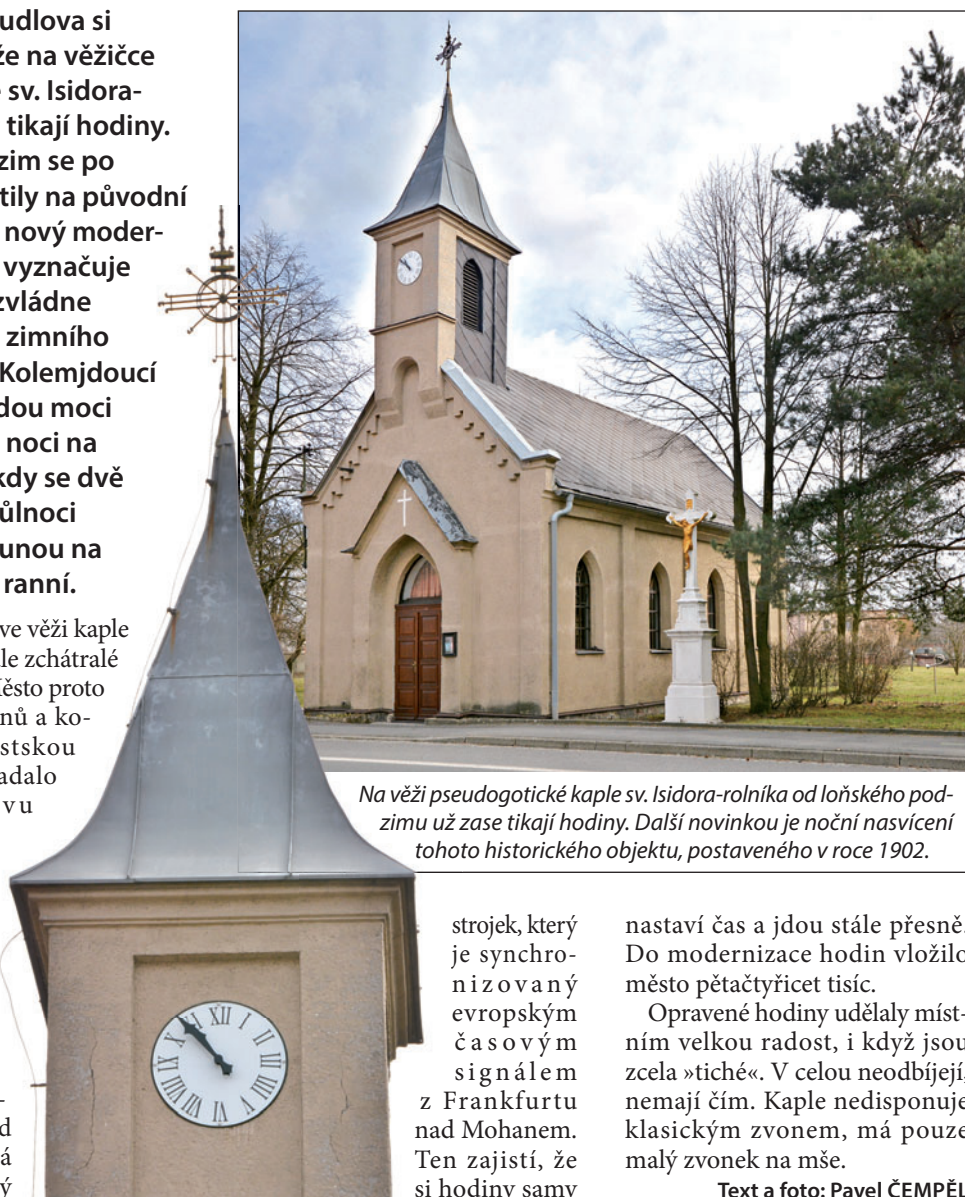 udlova si
že na věžičce
sv. Isidora-
tikají hodiny.
zim se po
tily na původní
nový moder-
vyznačuje
zvládne
zimního
Kolemjdoucí
dou moci
noci na
kdy se dvě
ůlnoci
unou na
ranní.
ve věži kaple
le zchátralé
ěsto proto
nů a ko-
stskou
adalo
vu
-
d
á
ý
Na věži pseudogotické kaple sv. Isidora-rolníka od loňského pod-
zimu už zase tikají hodiny. Další novinkou je noční nasvícení
tohoto historického objektu, postaveného v roce 1902.
strojek, který
je synchro-
nizovaný
evropským
časovým
signálem
z Frankfurtu
nad Mohanem.
Ten zajistí, že
si hodiny samy
nastaví čas a jdou stále přesně.
Do modernizace hodin vložilo
město pětačtyřicet tisíc.
Opravené hodiny udělaly míst-
ním velkou radost, i když jsou
zcela »tiché«. V celou neodbíjejí,
nemají čím. Kaple nedisponuje
klasickým zvonem, má pouze
malý zvonek na mše.
Text a foto: Pavel ČEMPĚL